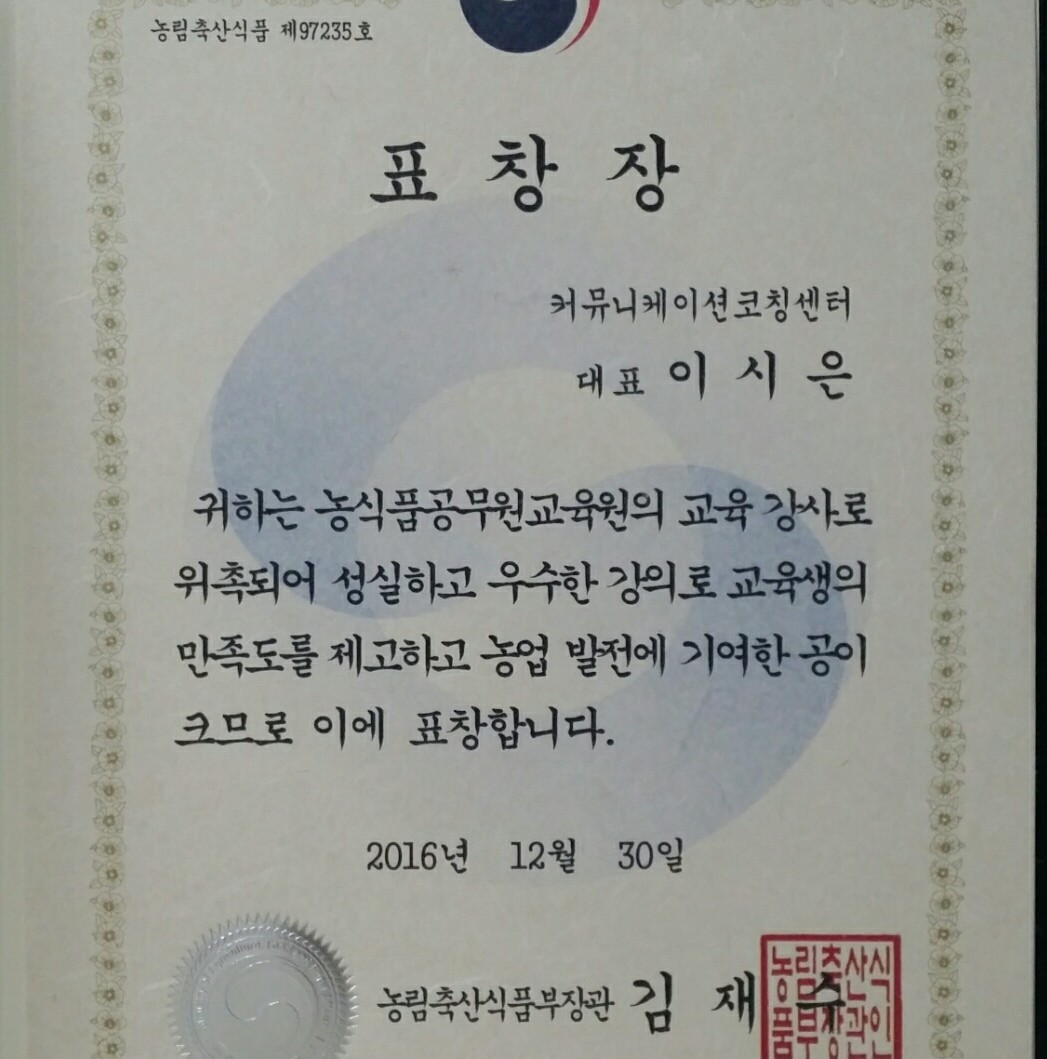 농림축산식품 제97235호
표 창 장
커뮤니케이션코칭센터
대표 이 시 은
귀하는 농식품공무원교육원의 교육 강사로
위촉되어 성실하고 우수한 강의로 교육생의
만족도를 제고하고 농업 발전에 기여한 공이
크므로 이에 표창합니다.
2016년 12월 30일
농림축산식품부장관 김 재 수
농림축산식
품부장관인